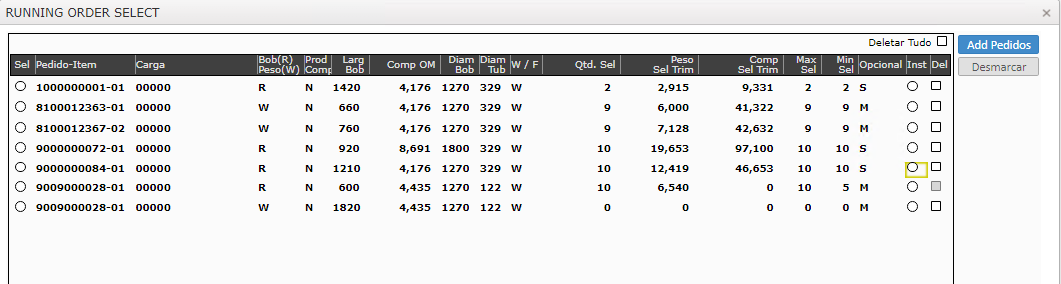 RUNNING ORDER SELECT ×
Deletar Tudo
Add Pedidos
Desmarcar
Sel Pedido-Item Carga Bob(R) Peso(W) Prod Comp Larg Bob Comp OM Diam Bob Diam Tub W / F Qtd. Sel Peso Sel Trim Comp Sel Trim Max Sel Min Sel Opcional Inst Del
1000000001-01 00000 R N 1420 4,176 1270 329 W 2 2,915 9,331 2 2 S
8100012363-01 00000 W N 660 4,176 1270 329 W 9 6,000 41,322 9 9 M
8100012367-02 00000 W N 760 4,176 1270 329 W 9 7,128 42,632 9 9 M
9000000072-01 00000 R N 920 8,691 1800 329 W 10 19,653 97,100 10 10 S
9000000084-01 00000 R N 1210 4,176 1270 329 W 10 12,419 46,653 10 10 S
9009000028-01 00000 R N 600 4,435 1270 122 W 10 6,540 0 10 5 M
9009000028-01 00000 W N 1820 4,435 1270 122 W 0 0 0 0 0 M